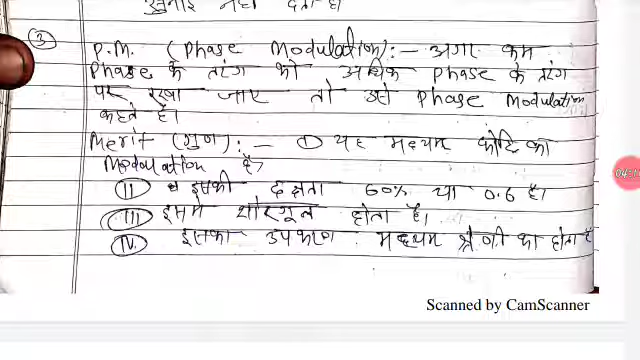 सुनाई नहीं देता है।
③ P.M. (Phase Modulation):- अगर कम
Phase के तरंग को अधिक phase के तरंग
पर रखा जाए तो उसे phase modulation
कहते हैं।
Merit (गुण):- ① यह मध्यम कोटि का
Modulation है
II इसकी दक्षता 60% या 0.6 है।
III इसमें शोरगुल होता है।
IV. इसका उपकरण मध्यम श्रेणी का होता है
Scanned by CamScanner